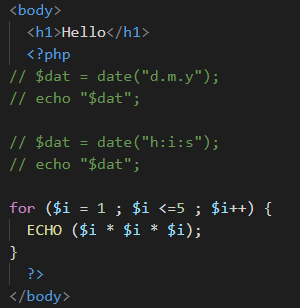 <body>
<h1>Hello</h1>
<?php
// $dat = date("d.m.y");
// echo "$dat";
// $dat = date("h:i:s");
// echo "$dat";
for ($i = 1 ; $i <=5 ; $i++) {
ECHO ($i * $i * $i);
}
?>
</body>